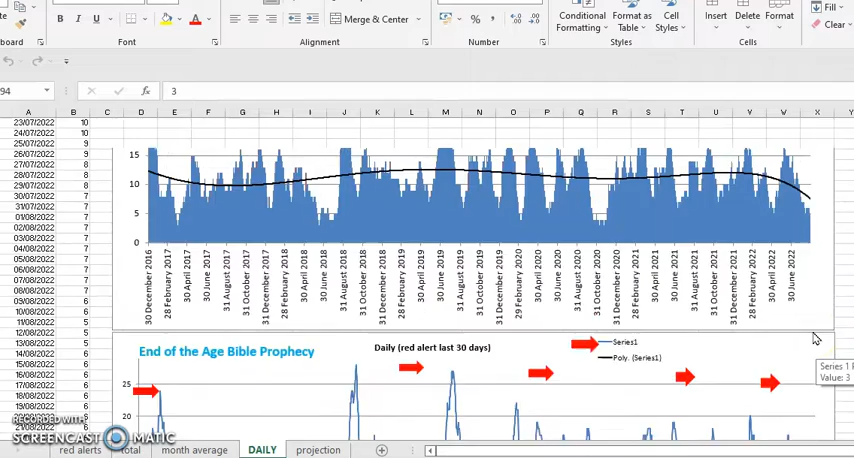 Conditional Format as Cell Insert Delete Format Fill
B I U A Merge & Center % Formatting Table Styles Clear
board Font Alignment Number Styles Cells
94 fx 3
A B C D E F G H I J K L M N O P Q R S T U V W X Y
23/07/2022 10
24/07/2022 10
25/07/2022 9
26/07/2022 9
27/07/2022 8
28/07/2022 8
29/07/2022 8
30/07/2022 7
31/07/2022 7
01/08/2022 7
02/08/2022 7
03/08/2022 7
04/08/2022 7
05/08/2022 7
06/08/2022 7
07/08/2022 7
08/08/2022 7
09/08/2022 6
10/08/2022 6
11/08/2022 5
12/08/2022 5
13/08/2022 5
14/08/2022 6
15/08/2022 6
16/08/2022 6
17/08/2022 6
18/08/2022 6
19/08/2022 6
15
10
5
0
30 December 2016
28 February 2017
30 April 2017
30 June 2017
31 August 2017
31 October 2017
31 December 2017
28 February 2018
30 April 2018
30 June 2018
31 August 2018
31 October 2018
31 December 2018
28 February 2019
30 April 2019
30 June 2019
31 August 2019
31 October 2019
31 December 2019
29 February 2020
30 April 2020
30 June 2020
31 August 2020
31 October 2020
31 December 2020
28 February 2021
30 April 2021
30 June 2021
31 August 2021
31 October 2021
31 December 2021
28 February 2022
30 April 2022
30 June 2022
End of the Age Bible Prophecy
Daily (red alert last 30 days)
Series1
Poly. (Series1)
25
20
Series 1
Value: 3
RECORDED WITH
SCREENCAST MATIC
red alerts total month average DAILY projection